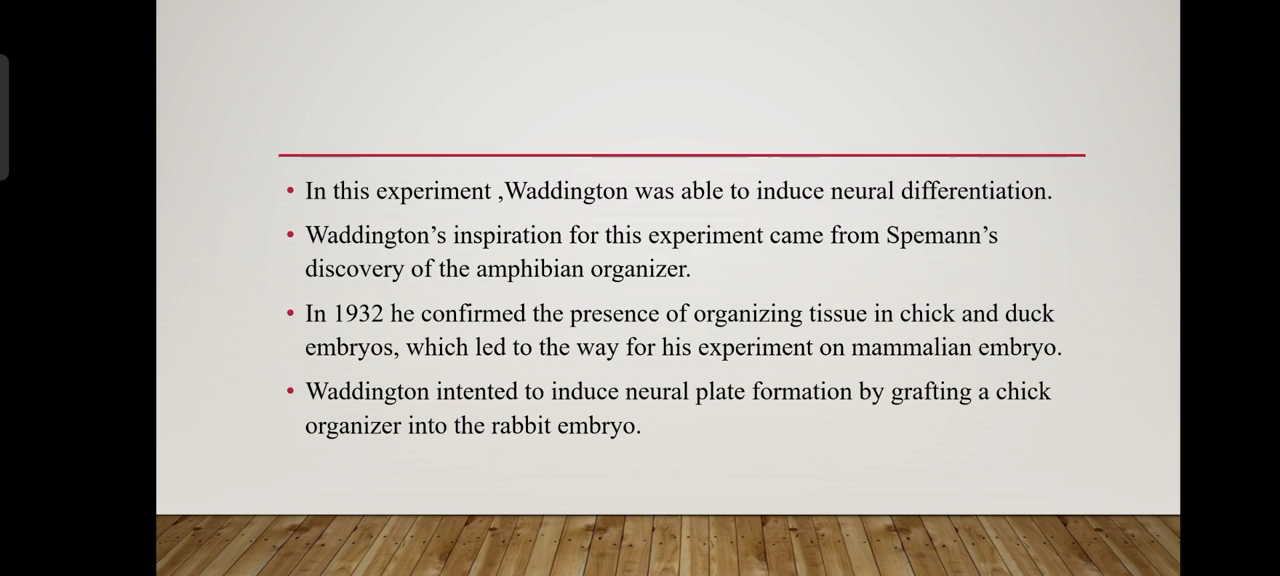 • In this experiment ,Waddington was able to induce neural differentiation.
• Waddington’s inspiration for this experiment came from Spemann’s
discovery of the amphibian organizer.
• In 1932 he confirmed the presence of organizing tissue in chick and duck
embryos, which led to the way for his experiment on mammalian embryo.
• Waddington intented to induce neural plate formation by grafting a chick
organizer into the rabbit embryo.